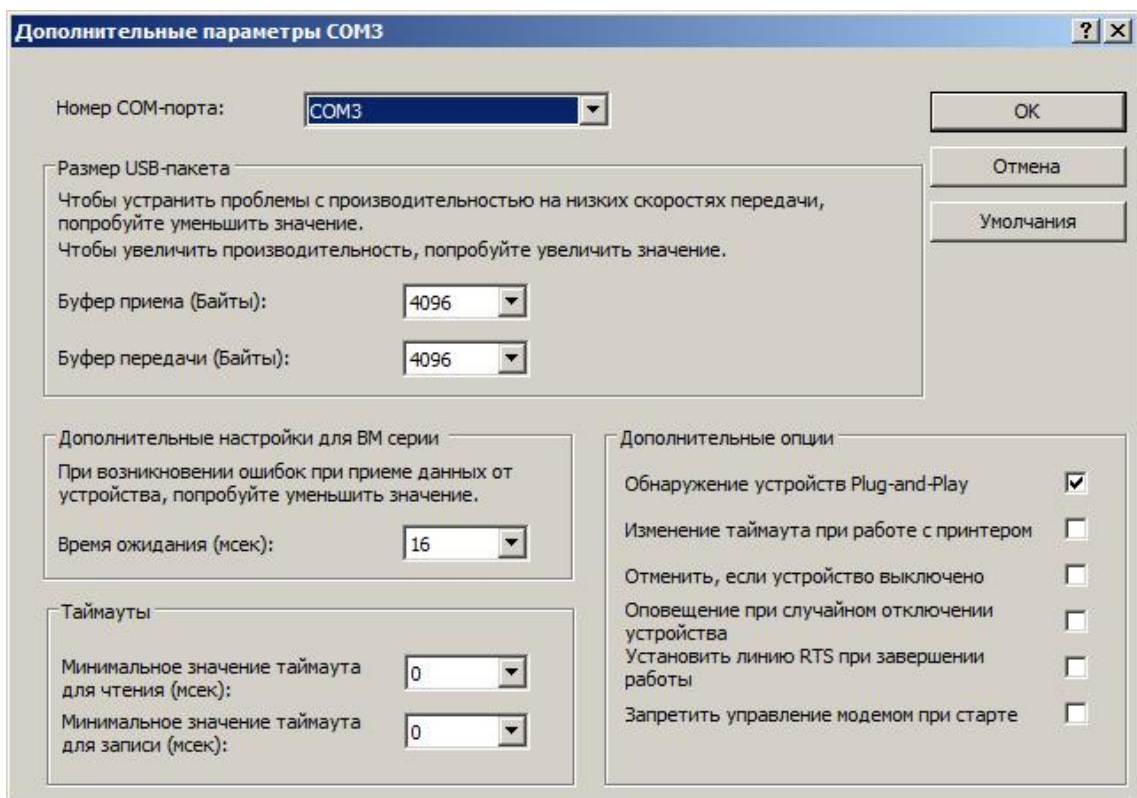 Дополнительные параметры COM3
Номер COM-порта:
COM3
OK
Отмена
Умолчания
Размер USB-пакета
Чтобы устранить проблемы с производительностью на низких скоростях передачи,
попробуйте уменьшить значение.
Чтобы увеличить производительность, попробуйте увеличить значение.
Буфер приема (Байты):
4096
Буфер передачи (Байты):
4096
Дополнительные настройки для BM серии
При возникновении ошибок при приеме данных от
устройства, попробуйте уменьшить значение.
Время ожидания (мсек):
16
Таймауты
Минимальное значение таймаута
для чтения (мсек):
0
Минимальное значение таймаута
для записи (мсек):
0
Дополнительные опции
Обнаружение устройств Plug-and-Play
Изменение таймаута при работе с принтером
Отменить, если устройство выключено
Оповещение при случайном отключении
устройства
Установить линию RTS при завершении
работы
Запретить управление модемом при старте